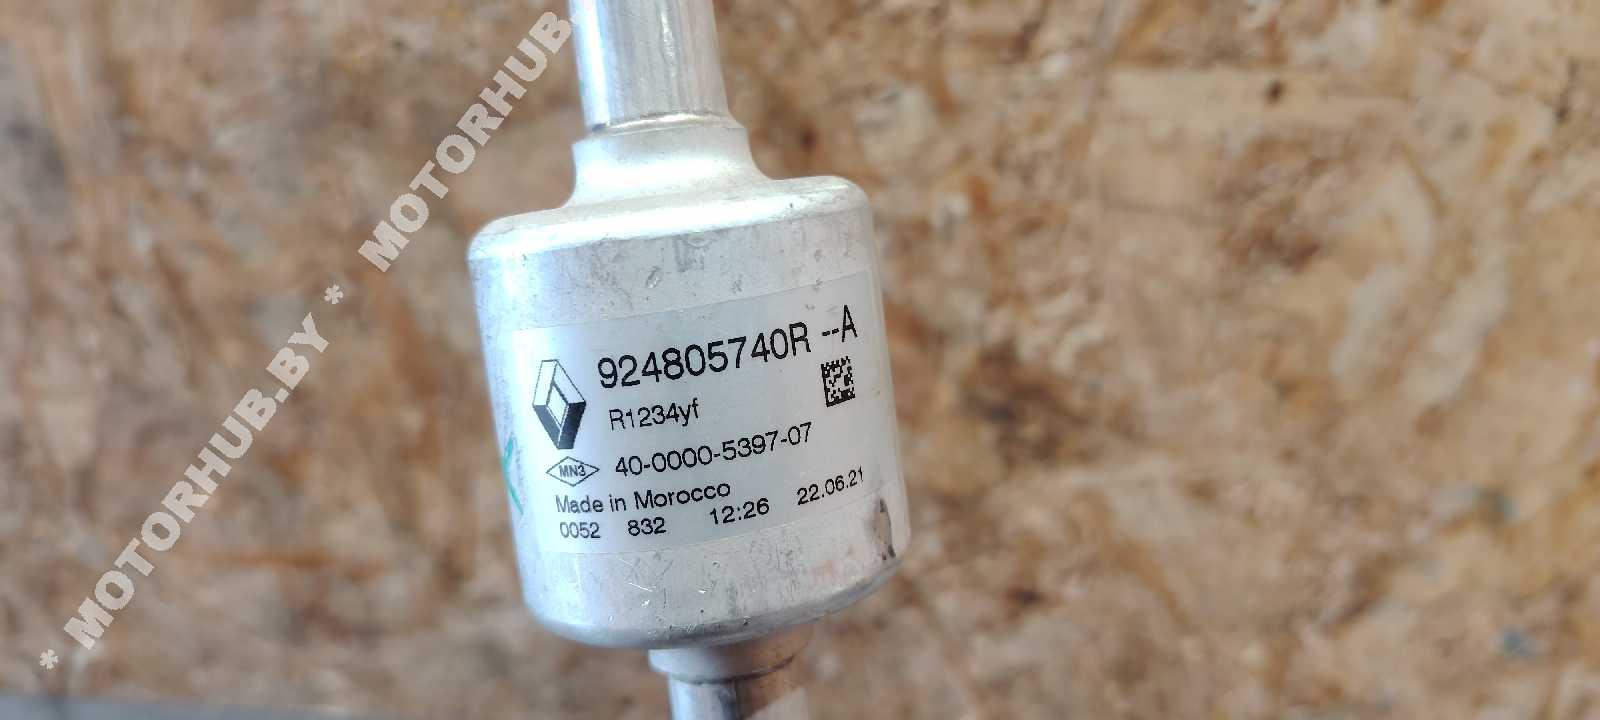 * MOTORHUB.BY * MOTORHUB
924805740R --A
R1234yf
MN3 40-0000-5397-07
Made in Morocco
0052 832 12:26 22.06.21